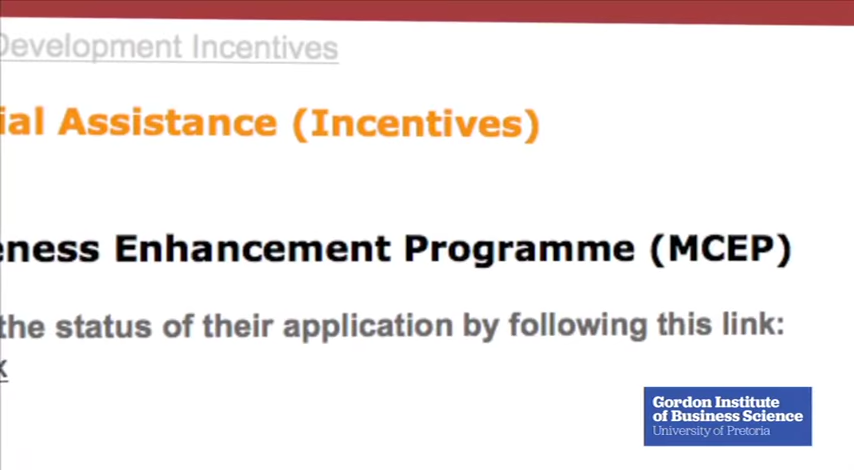 Development Incentives
ial Assistance (Incentives)
eness Enhancement Programme (MCEP)
the status of their application by following this link:
x
Gordon Institute
of Business Science
University of Pretoria